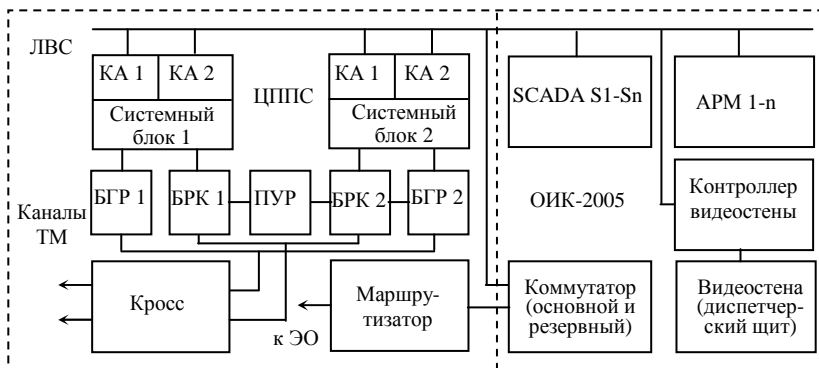 ЛВС
КА 1
КА 2
ЦППС
КА 1
КА 2
SCADA S1-Sn
АРМ 1-n
Системный
блок 1
Системный
блок 2
Каналы
ТМ
БГР 1
БРК 1
ПУР
БРК 2
БГР 2
ОИК-2005
Контроллер
видеостены
Кросс
к ЭО
Маршру-
тизатор
Коммутатор
(основной и
резервный)
Видеостена
(диспетчер-
ский щит)